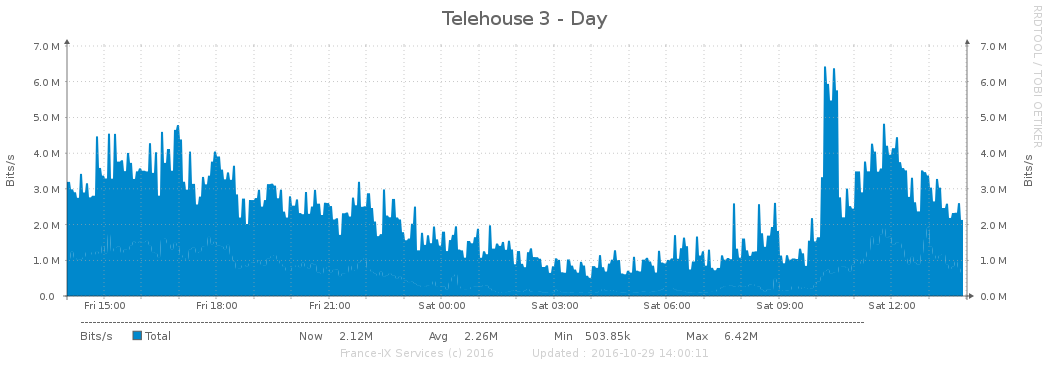 Telehouse 3 - Day
RRDTOOL / TOBI OETIKER
Bits/s
7.0 M
6.0 M
5.0 M
4.0 M
3.0 M
2.0 M
1.0 M
0.0
7.0 M
6.0 M
5.0 M
4.0 M
3.0 M
2.0 M
1.0 M
0.0 M
Bits/s
Fri 15:00 Fri 18:00 Fri 21:00 Sat 00:00 Sat 03:00 Sat 06:00 Sat 09:00 Sat 12:00
Bits/s Total Now 2.12M Avg 2.26M Min 503.85k Max 6.42M
France-IX Services (c) 2016 Updated : 2016-10-29 14:00:11